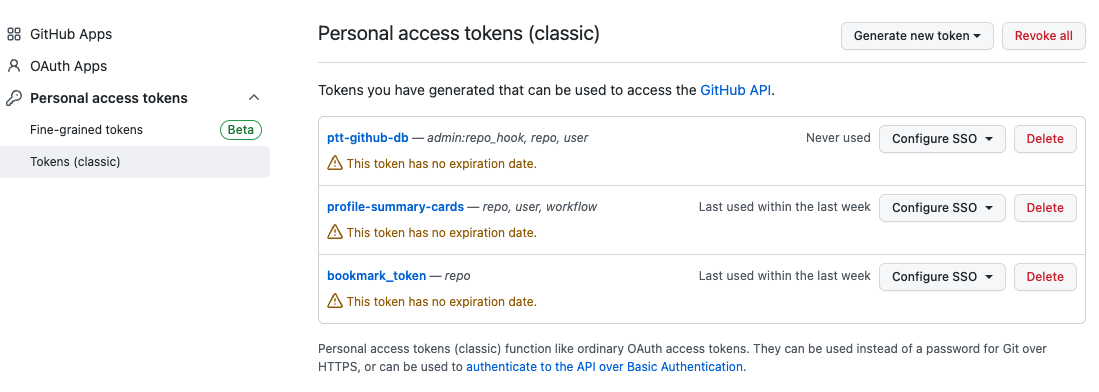 GitHub Apps
OAuth Apps
Personal access tokens
Fine-grained tokens Beta
Tokens (classic)
Personal access tokens (classic)
Generate new token
Revoke all
Tokens you have generated that can be used to access the GitHub API.
ptt-github-db — admin:repo_hook, repo, user
Never used
Configure SSO
Delete
This token has no expiration date.
profile-summary-cards — repo, user, workflow
Last used within the last week
Configure SSO
Delete
This token has no expiration date.
bookmark_token — repo
Last used within the last week
Configure SSO
Delete
This token has no expiration date.
Personal access tokens (classic) function like ordinary OAuth access tokens. They can be used instead of a password for Git over
HTTPS, or can be used to authenticate to the API over Basic Authentication.